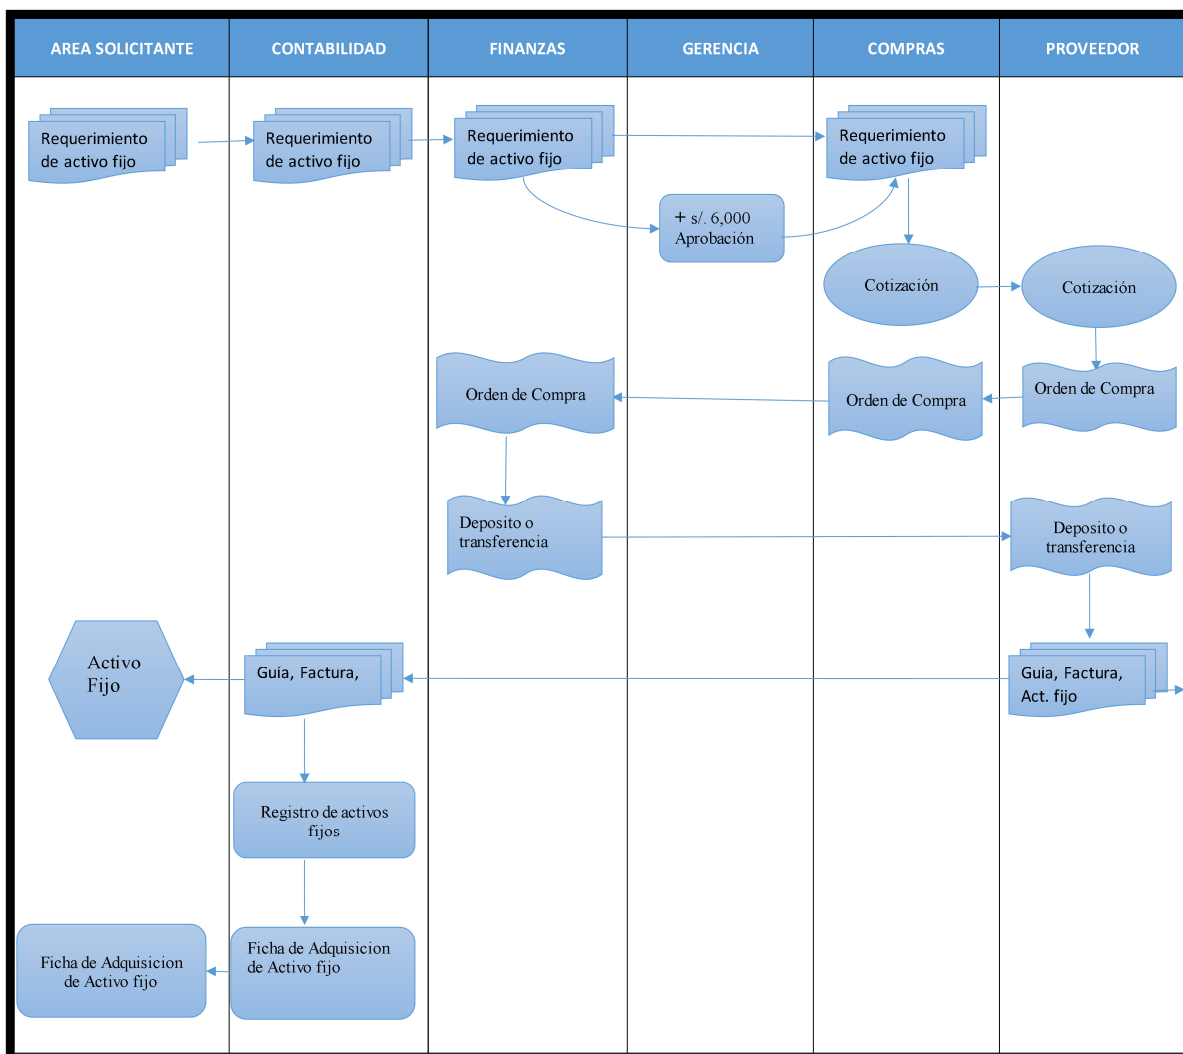 AREA SOLICITANTE
CONTABILIDAD
FINANZAS
GERENCIA
COMPRAS
PROVEEDOR
Requerimiento
de activo fijo
Requerimiento
de activo fijo
Requerimiento
de activo fijo
Requerimiento
de activo fijo
+ s/. 6,000
Aprobación
Cotización
Cotización
Orden de Compra
Orden de Compra
Orden de Compra
Deposito o
transferencia
Deposito o
transferencia
Activo
Fijo
Guía, Factura,
Guía, Factura,
Act. fijo
Registro de activos
fijos
Ficha de Adquisicion
de Activo fijo
Ficha de Adquisicion
de Activo fijo